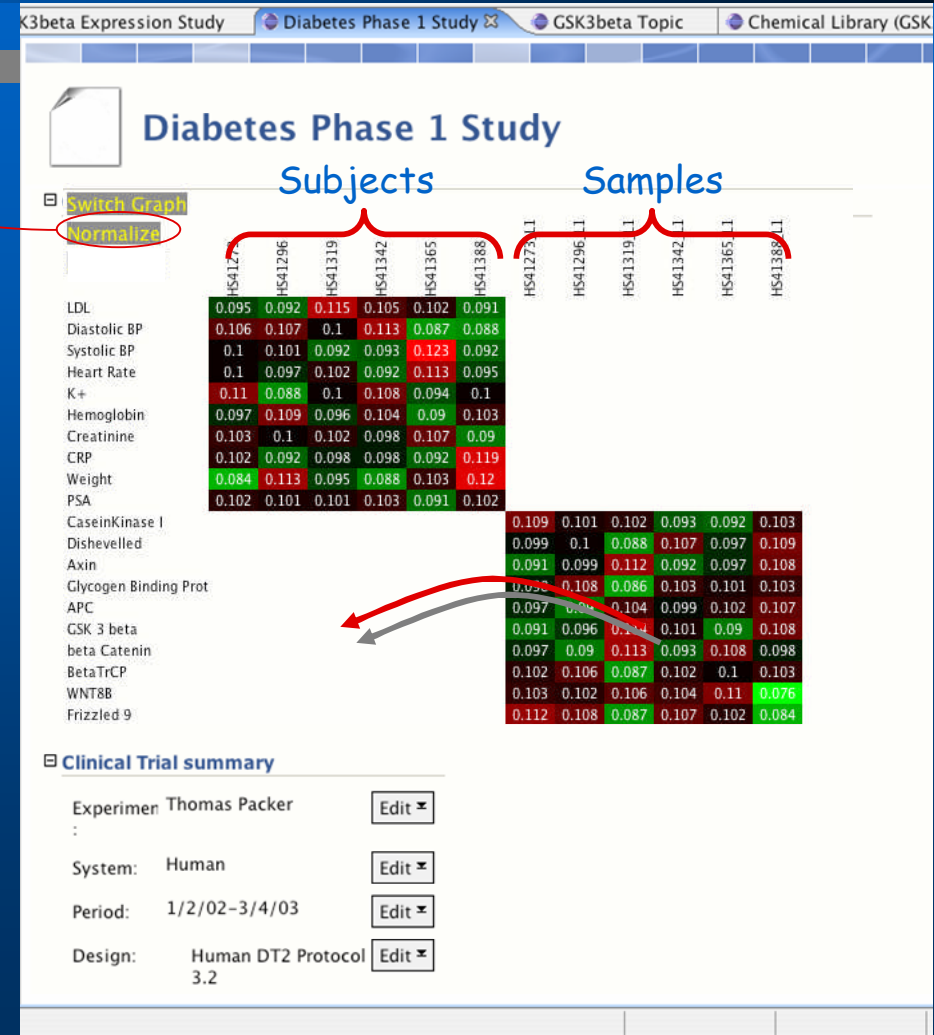 K3beta Expression Study Diabetes Phase 1 Study GSK3beta Topic Chemical Library (GSK
Diabetes Phase 1 Study
Subjects Samples
Switch Graph
Normalize
HS41296 HS41319 HS41342 HS41365 HS41388 HS41273_L1 HS41296_L1 HS41319_L1 HS41342_L1 HS41365_L1 HS41388_L1
LDL 0.095 0.092 0.115 0.105 0.102 0.091
Diastolic BP 0.106 0.107 0.1 0.113 0.087 0.088
Systolic BP 0.1 0.101 0.092 0.093 0.123 0.092
Heart Rate 0.1 0.097 0.102 0.092 0.113 0.095
K+ 0.11 0.088 0.1 0.108 0.094 0.1
Hemoglobin 0.097 0.109 0.096 0.104 0.09 0.103
Creatinine 0.103 0.1 0.102 0.098 0.107 0.09
CRP 0.102 0.092 0.098 0.098 0.092 0.119
Weight 0.084 0.113 0.095 0.088 0.103 0.12
PSA 0.102 0.101 0.101 0.103 0.091 0.102
CaseinKinase I 0.109 0.101 0.102 0.093 0.092 0.103
Dishevelled 0.099 0.1 0.088 0.107 0.097 0.109
Axin 0.091 0.099 0.112 0.092 0.097 0.108
Glycogen Binding Prot 0.108 0.086 0.103 0.101 0.103
APC 0.097 0.104 0.099 0.102 0.107
GSK 3 beta 0.091 0.096 0.101 0.09 0.108
beta Catenin 0.097 0.09 0.113 0.093 0.108 0.098
BetaTrCP 0.102 0.106 0.087 0.102 0.1 0.103
WNT8B 0.103 0.102 0.106 0.104 0.11 0.076
Frizzled 9 0.112 0.108 0.087 0.107 0.102 0.084
Clinical Trial summary
Experimen Thomas Packer Edit
:
System: Human Edit
Period: 1/2/02-3/4/03 Edit
Design: Human DT2 Protocol Edit
3.2